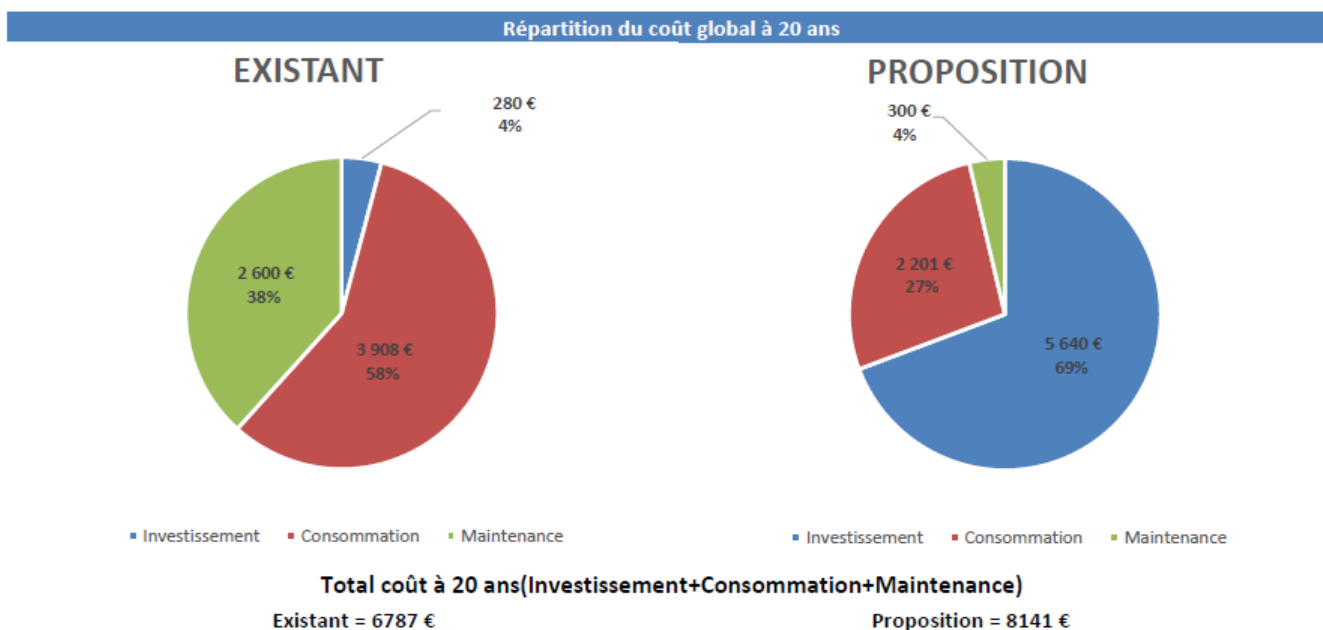 Répartition du coût global à 20 ans
EXISTANT
280 €
4%
2 600 €
38%
3 908 €
58%
Investissement Consommation Maintenance
PROPOSITION
300 €
4%
2 201 €
27%
5 640 €
69%
Investissement Consommation Maintenance
Total coût à 20 ans(Investissement+Consommation+Maintenance)
Existant = 6787 €
Proposition = 8141 €